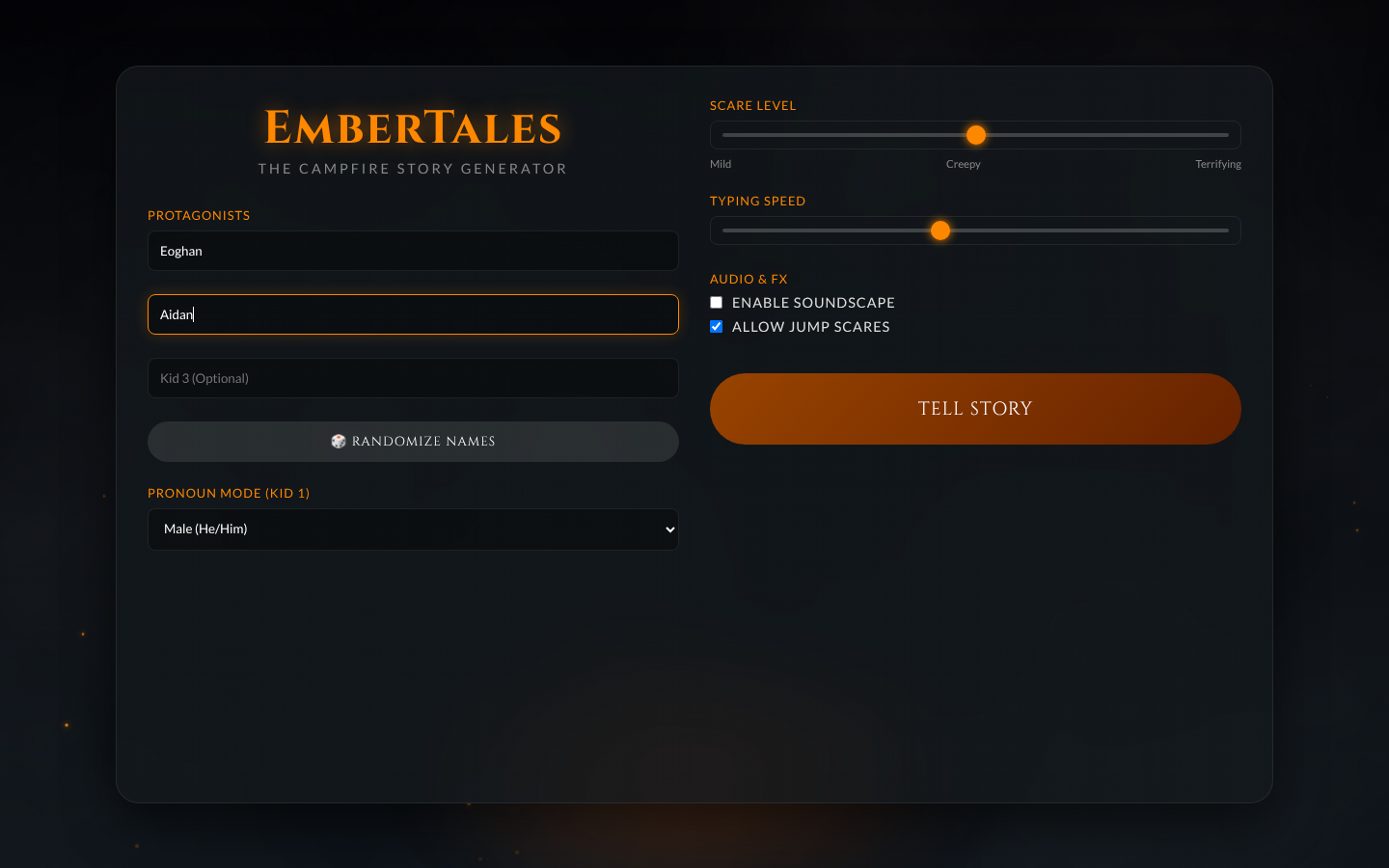 EMBERTALES
THE CAMPFIRE STORY GENERATOR
PROTAGONISTS
Eoghan
Aidan
Kid 3 (Optional)
🎲 RANDOMIZE NAMES
PRONOUN MODE (KID 1)
Male (He/Him)
SCARE LEVEL
Mild Creepy Terrifying
TYPING SPEED
AUDIO & FX
ENABLE SOUNDSCAPE
ALLOW JUMP SCARES
TELL STORY